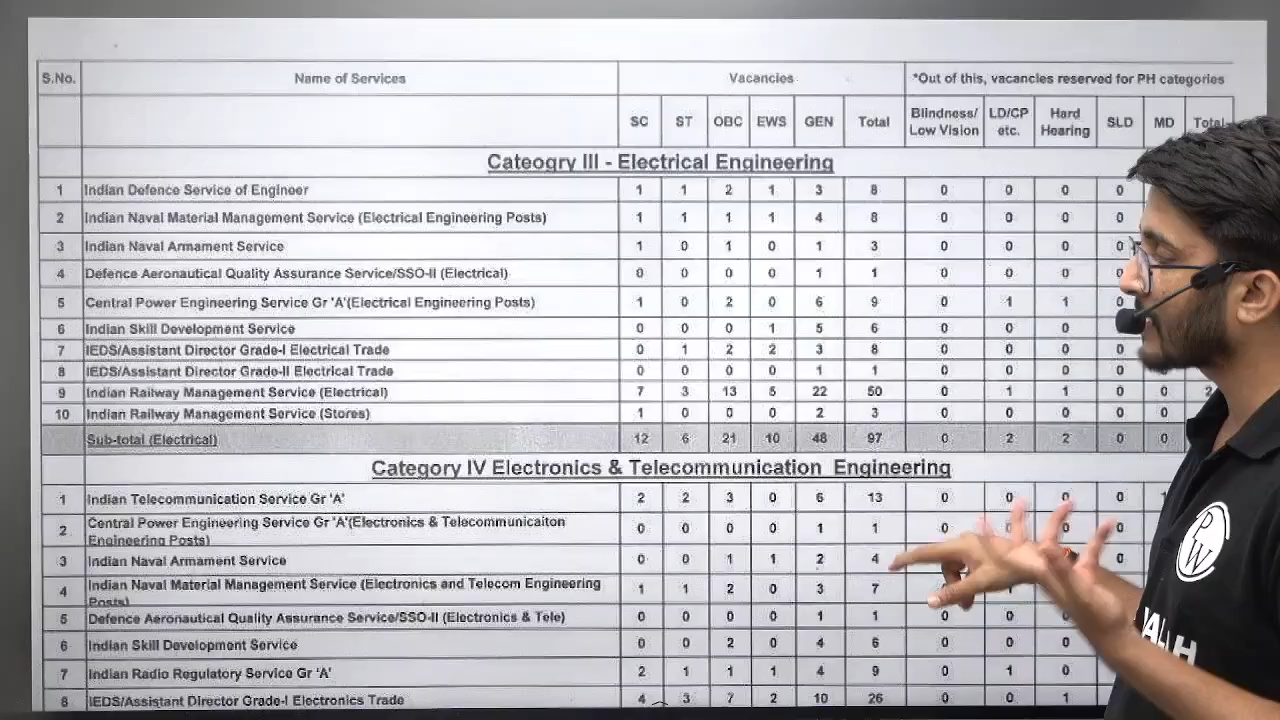 S.No. Name of Services Vacancies *Out of this, vacancies reserved for PH categories
SC ST OBC EWS GEN Total Blindness/ Low Vision LD/CP etc. Hard Hearing SLD MD Total
Cateogry III - Electrical Engineering
1 Indian Defence Service of Engineer 1 1 2 1 3 8 0 0 0 0
2 Indian Naval Material Management Service (Electrical Engineering Posts) 1 1 1 1 4 8 0 0 0 0
3 Indian Naval Armament Service 1 0 1 0 1 3 0 0 0 0
4 Defence Aeronautical Quality Assurance Service/SSO-II (Electrical) 0 0 0 0 1 1 0 0 0 0
5 Central Power Engineering Service Gr 'A'(Electrical Engineering Posts) 1 0 2 0 6 9 0 1 1 0
6 Indian Skill Development Service 0 0 0 1 5 6 0 0 0 0
7 IEDS/Assistant Director Grade-I Electrical Trade 0 1 2 2 3 8 0 0 0 0
8 IEDS/Assistant Director Grade-II Electrical Trade 0 0 0 0 1 1 0 0 0 0
9 Indian Railway Management Service (Electrical) 7 3 13 5 22 50 0 1 1 0 0 2
10 Indian Railway Management Service (Stores) 1 0 0 0 2 3 0 0 0 0 0
Sub-total (Electrical) 12 6 21 10 48 97 0 2 2 0 0
Category IV Electronics & Telecommunication Engineering
1 Indian Telecommunication Service Gr 'A' 2 2 3 0 6 13 0 0 0 0 1
2 Central Power Engineering Service Gr 'A'(Electronics & Telecommunicaiton Engineering Posts) 0 0 0 0 1 1 0 0
3 Indian Naval Armament Service 0 0 1 1 2 4 0
4 Indian Naval Material Management Service (Electronics and Telecom Engineering Posts) 1 1 2 0 3 7
5 Defence Aeronautical Quality Assurance Service/SSO-II (Electronics & Tele) 0 0 0 0 1 1 0 0 0
6 Indian Skill Development Service 0 0 2 0 4 6 0 0 0
7 Indian Radio Regulatory Service Gr 'A' 2 1 1 1 4 9 0 1 0
8 IEDS/Assistant Director Grade-I Electronics Trade 4 3 7 2 10 26 0 0 1
PW